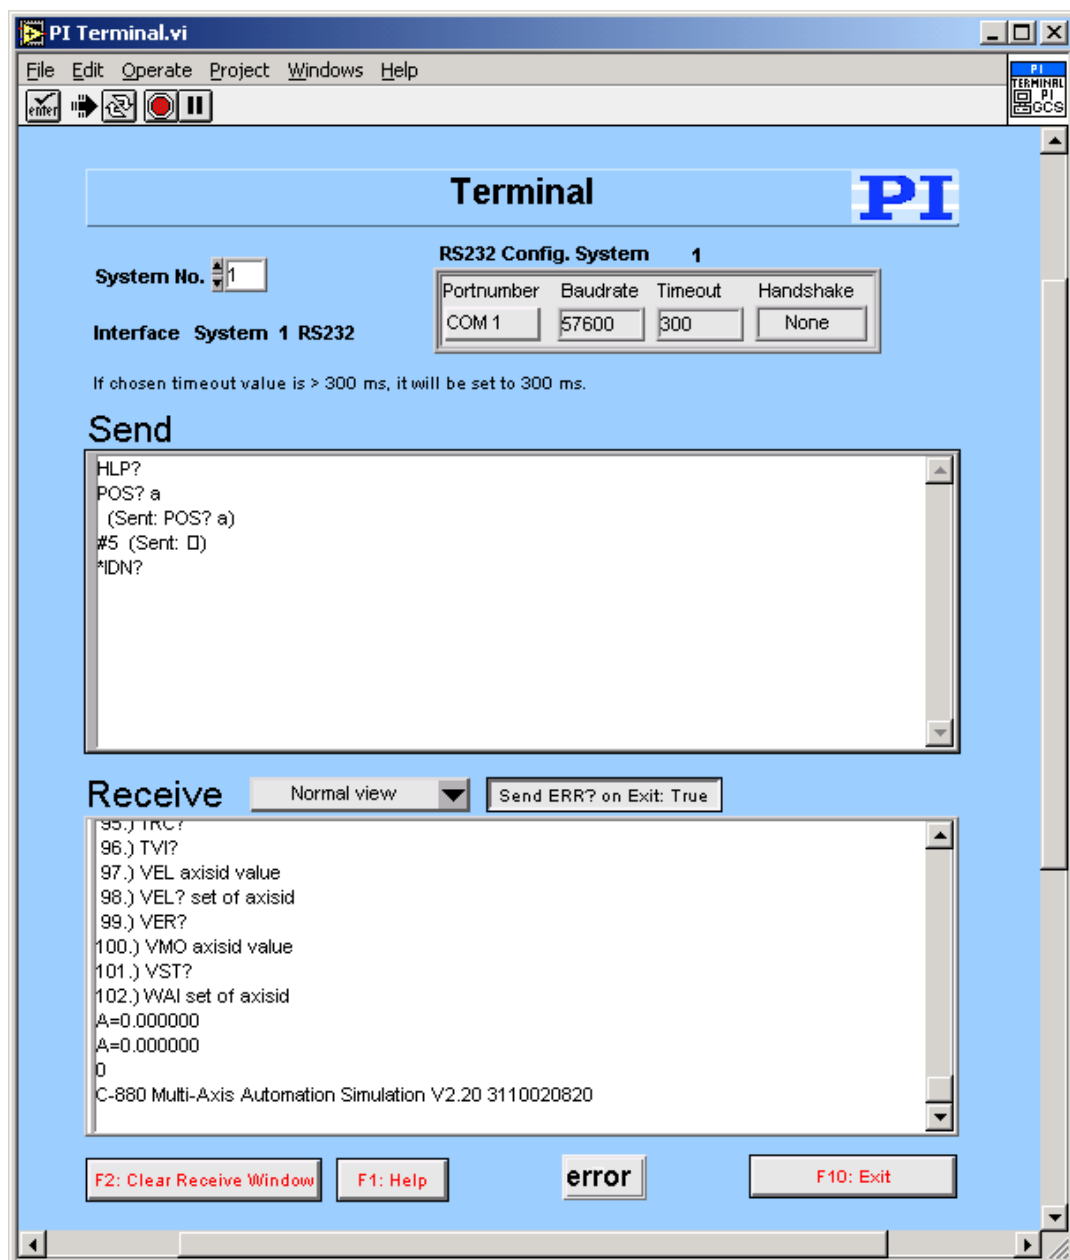 PI Terminal.vi
File Edit Operate Project Windows Help
PI
TERMINAL
PI
GCS
enter
Terminal
PI
RS232 Config. System 1
System No. 1
Portnumber Baudrate Timeout Handshake
COM 1 57600 300 None
Interface System 1 RS232
If chosen timeout value is > 300 ms, it will be set to 300 ms.
Send
HLP?
POS? a
(Sent: POS? a)
#5 (Sent: □)
*IDN?
Receive Normal view Send ERR? on Exit: True
95.) TRC?
96.) TVI?
97.) VEL axisid value
98.) VEL? set of axisid
99.) VER?
100.) VMO axisid value
101.) VST?
102.) WAI set of axisid
A=0.000000
A=0.000000
0
C-880 Multi-Axis Automation Simulation V2.20 3110020820
F2: Clear Receive Window F1: Help error F10: Exit